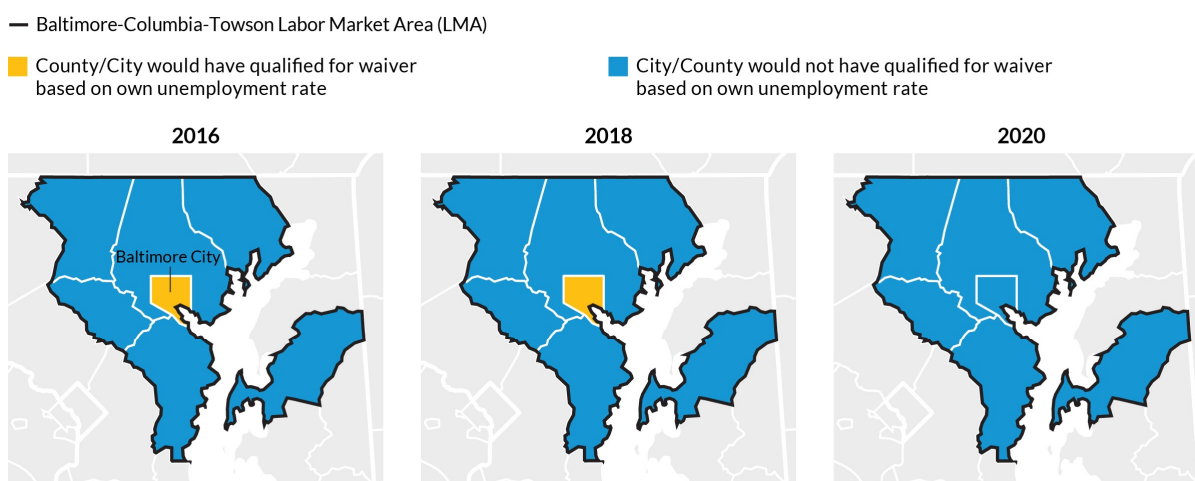 Baltimore-Columbia-Towson Labor Market Area (LMA)
County/City would have qualified for waiver
based on own unemployment rate
City/County would not have qualified for waiver
based on own unemployment rate
2016
2018
2020
Baltimore City